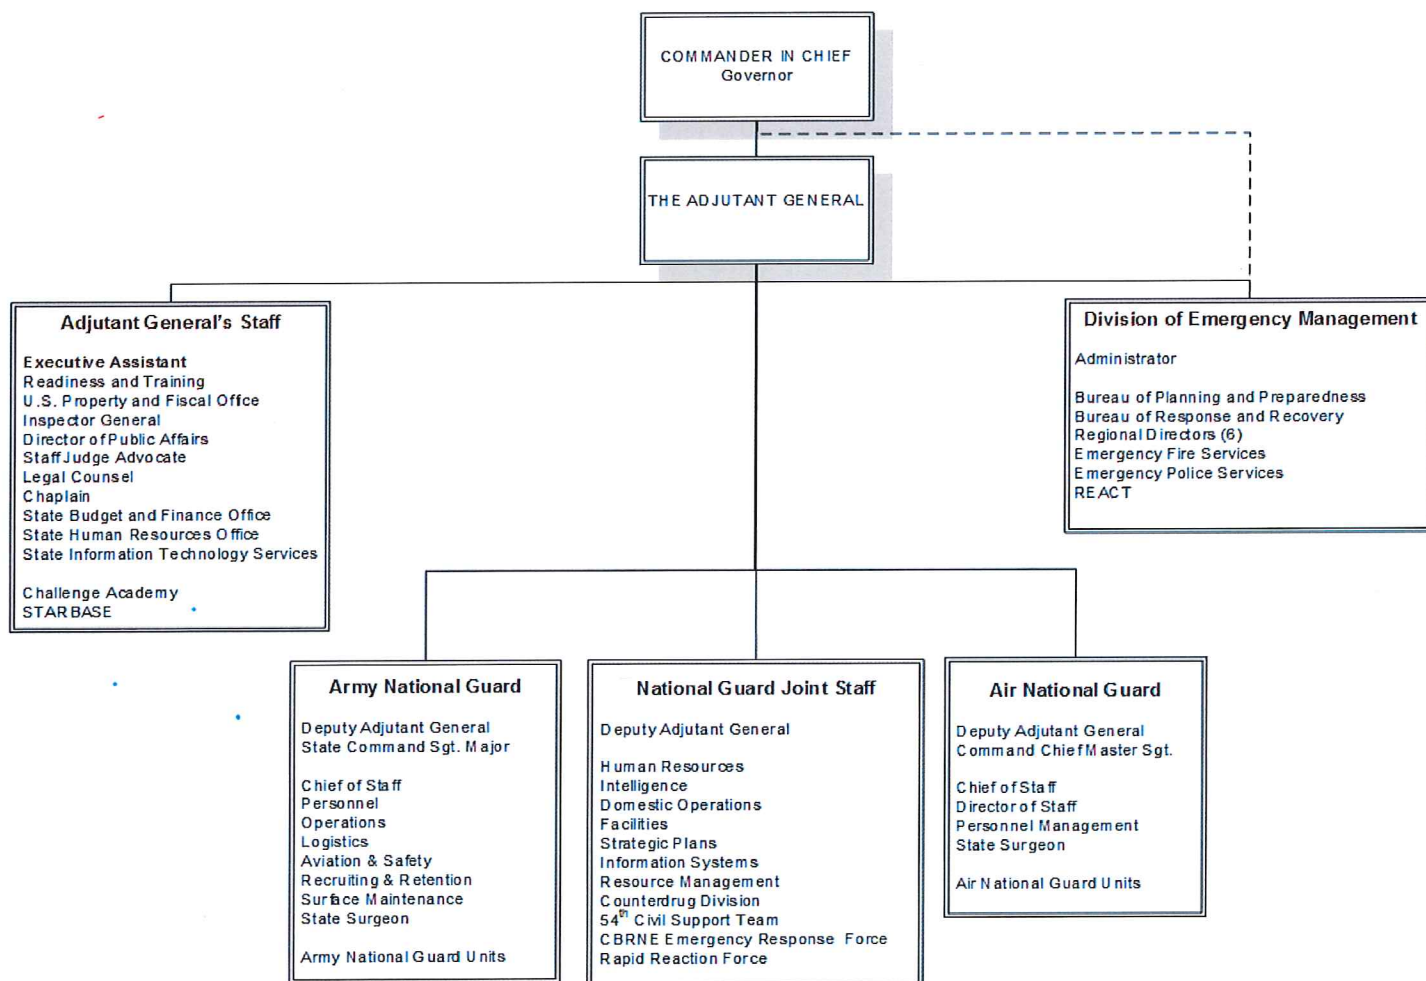 COMMANDER IN CHIEF
Governor
THE ADJUTANT GENERAL
Adjutant General's Staff
Executive Assistant
Readiness and Training
U.S. Property and Fiscal Offce
Inspector General
Director of Public Affairs
Staff Judge Advocate
Legal Counsel
Chaplain
State Budget and Finance Office
State Human Resources Office
State Information Technology Services
Challenge Academy
STARBASE
Division of Emergency Management
Administrator
Bureau of Planning and Preparedness
Bureau of Response and Recovery
Regional Directors (6)
Emergency Fire Services
Emergency Police Services
REACT
Army National Guard
Deputy Adjutant General
State Command Sgt. Major
Chief of Staff
Personnel
Operations
Logistics
Aviation & Safety
Recruiting & Retention
Surface Maintenance
State Surgeon
Army National Guard Units
National Guard Joint Staff
Deputy Adjutant General
Human Resources
Intelligence
Domestic Operations
Facilities
Strategic Plans
Information Systems
Resource Management
Counterdrug Division
54th Civil Support Team
CBRNE Emergency Response Force
Rapid Reaction Force
Air National Guard
Deputy Adjutant General
Command Chief Master Sgt.
Chief of Staff
Director of Staff
Personnel Management
State Surgeon
Air National Guard Units